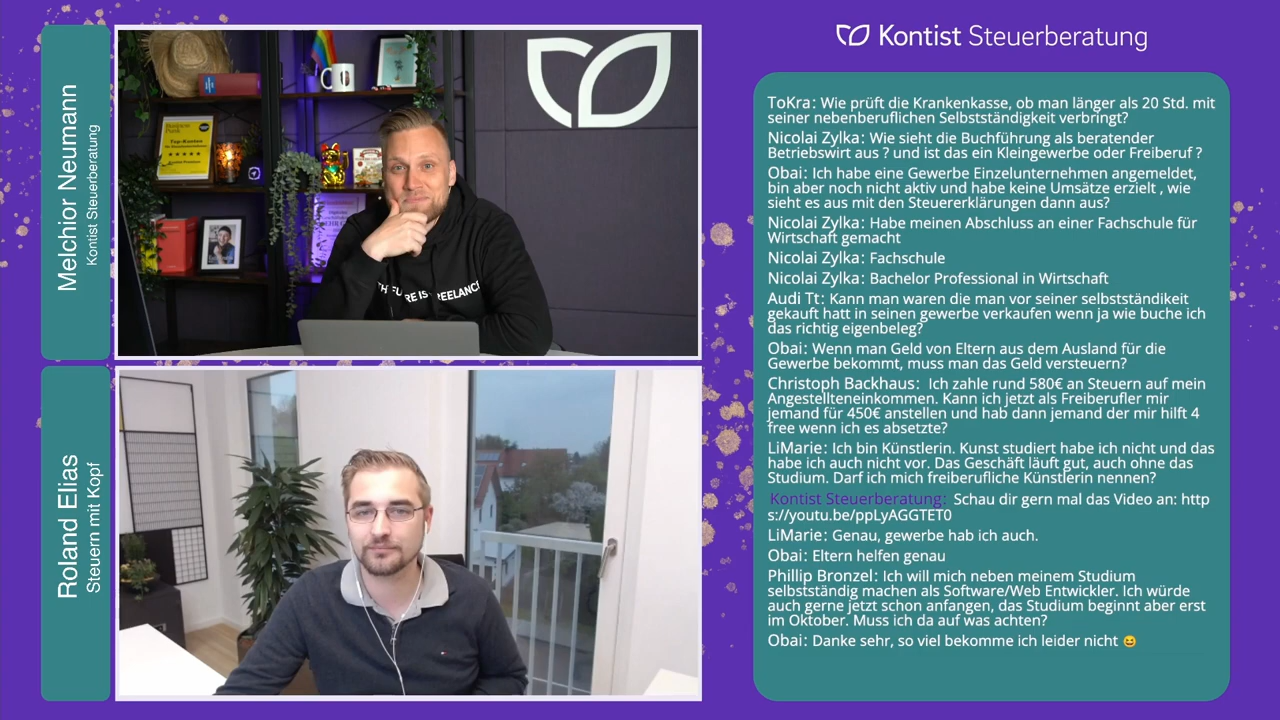 Melchior Neumann
Kontist Steuerberatung
Roland Elias
Steuern mit Kopf
Kontist Steuerberatung
ToKra: Wie prüft die Krankenkasse, ob man länger als 20 Std. mit
seiner nebenberuflichen Selbstständigkeit verbringt?
Nicolai Zylka: Wie sieht die Buchführung als beratender
Betriebswirt aus ? und ist das ein Kleingewerbe oder Freiberuf ?
Obai: Ich habe eine Gewerbe Einzelunternehmen angemeldet,
bin aber noch nicht aktiv und habe keine Umsätze erzielt , wie
sieht es aus mit den Steuererklärungen dann aus?
Nicolai Zylka: Habe meinen Abschluss an einer Fachschule für
Wirtschaft gemacht
Nicolai Zylka: Fachschule
Nicolai Zylka: Bachelor Professional in Wirtschaft
Audi Tt: Kann man waren die man vor seiner selbstständikeit
gekauft hatt in seinen gewerbe verkaufen wenn ja wie buche ich
das richtig eigenbeleg?
Obai: Wenn man Geld von Eltern aus dem Ausland für die
Gewerbe bekommt, muss man das Geld versteuern?
Christoph Backhaus: Ich zahle rund 580€ an Steuern auf mein
Angestellteneinkommen. Kann ich jetzt als Freiberufler mir
jemand für 450€ anstellen und hab dann jemand der mir hilft 4
free wenn ich es absetzte?
LiMarie: Ich bin Künstlerin. Kunst studiert habe ich nicht und das
habe ich auch nicht vor. Das Geschäft läuft gut, auch ohne das
Studium. Darf ich mich freiberufliche Künstlerin nennen?
Kontist Steuerberatung: Schau dir gern mal das Video an: http
s://youtu.be/ppLyAGGTET0
LiMarie: Genau, gewerbe hab ich auch.
Obai: Eltern helfen genau
Phillip Bronzel: Ich will mich neben meinem Studium
selbstständig machen als Software/Web Entwickler. Ich würde
auch gerne jetzt schon anfangen, das Studium beginnt aber erst
im Oktober. Muss ich da auf was achten?
Obai: Danke sehr, so viel bekomme ich leider nicht 😆